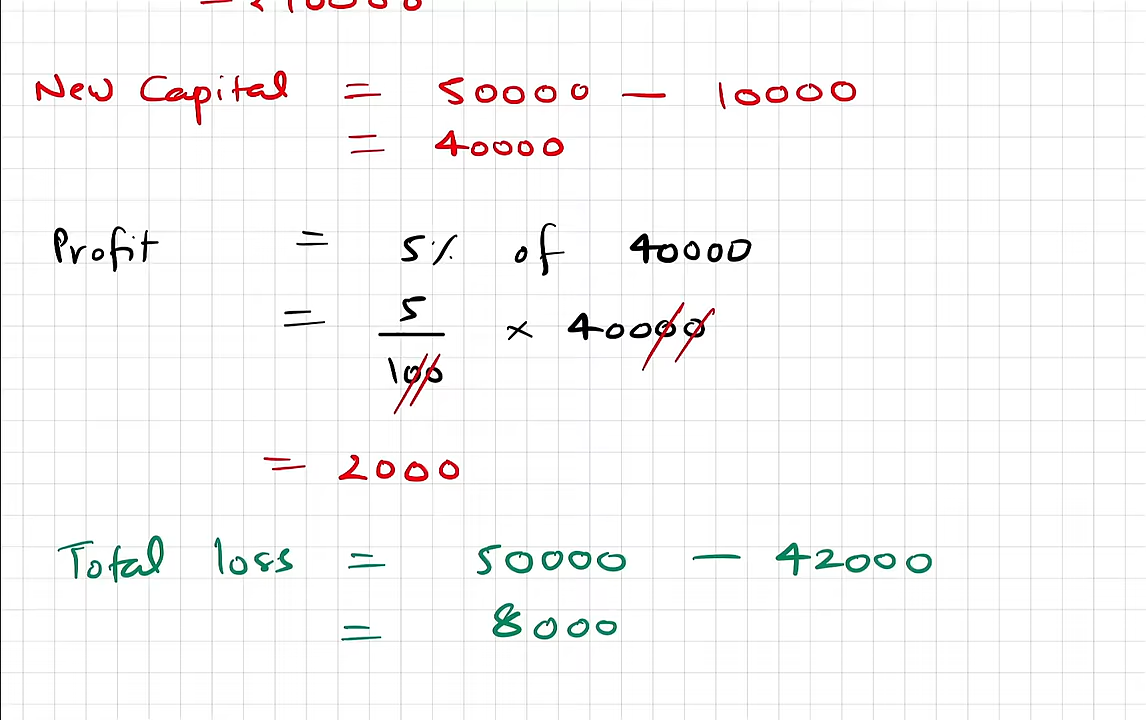 New Capital = 50000 — 10000
= 40000
Profit = 5% of 40000
= 5/100 × 40000
= 2000
Total loss = 50000 — 42000
= 8000